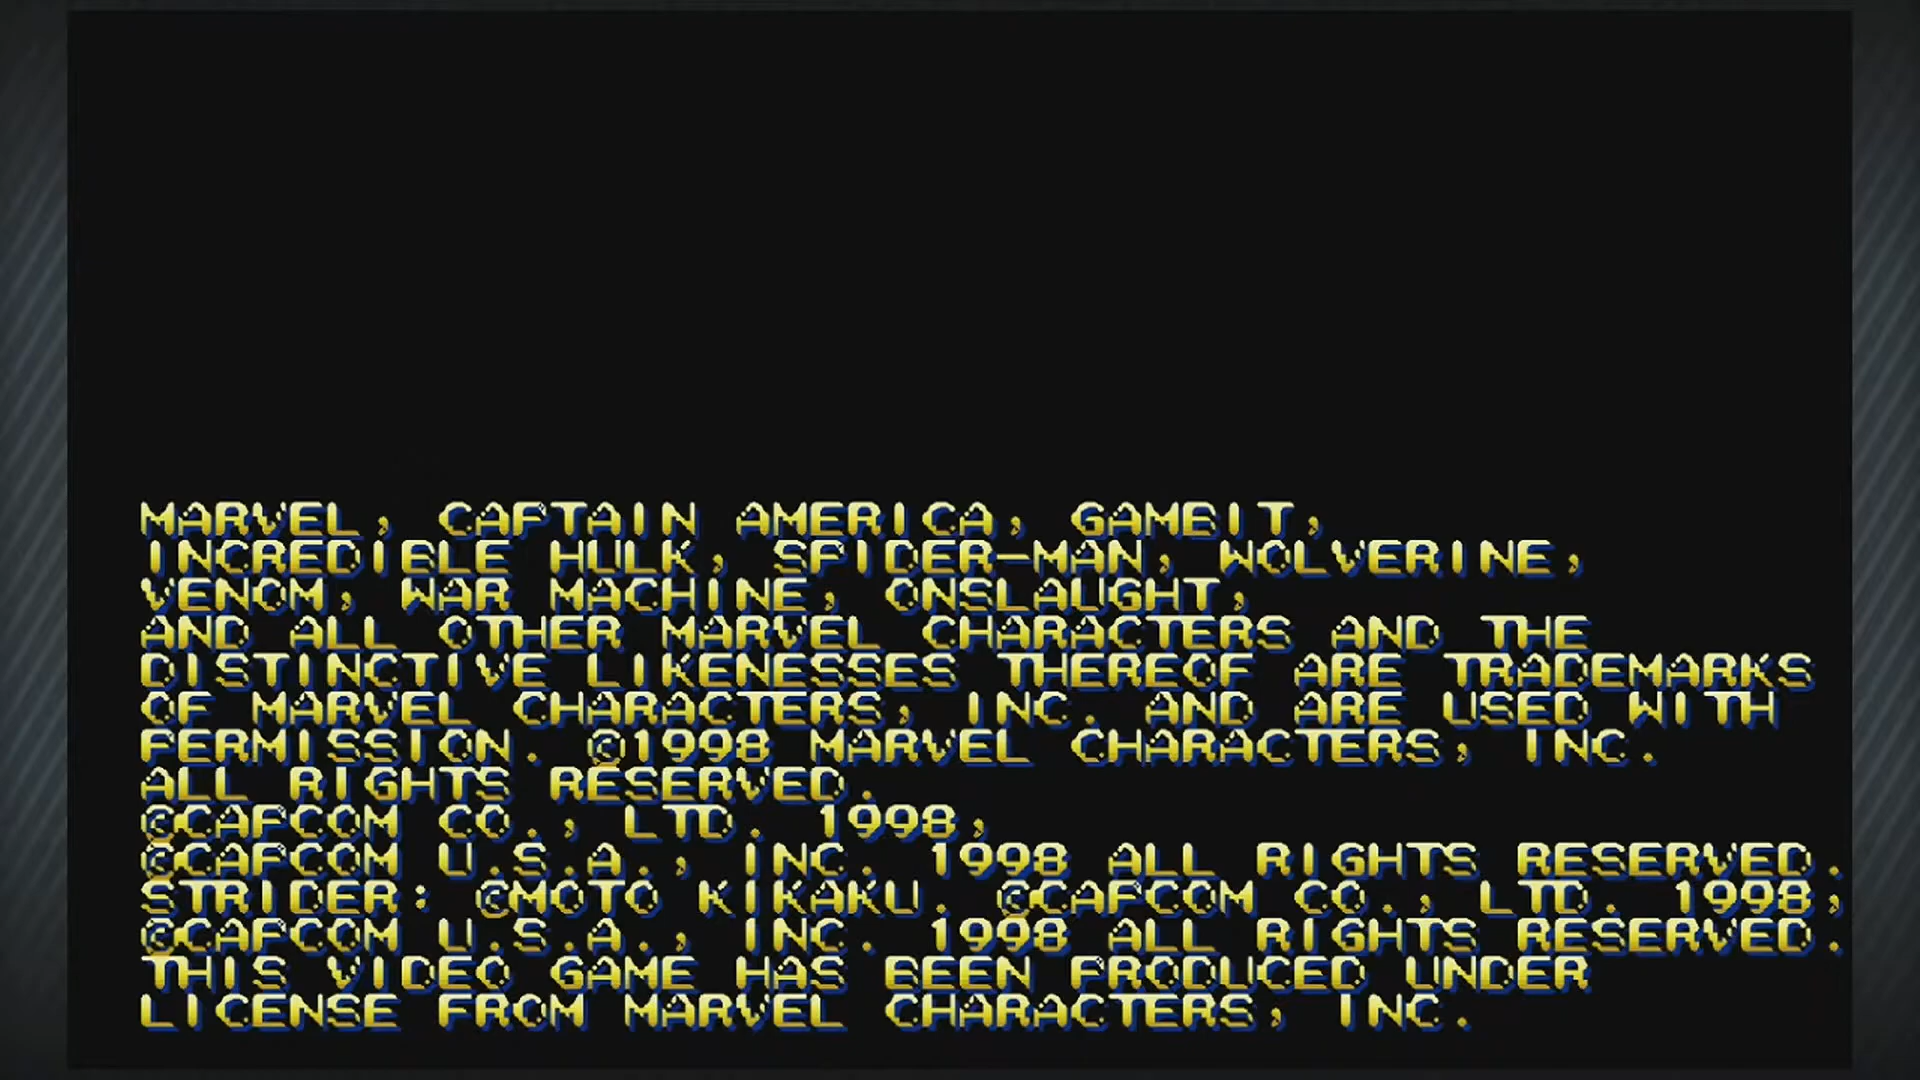 MARVEL, CAPTAIN AMERICA, GAMBIT,
INCREDIBLE HULK, SPIDER-MAN, WOLVERINE,
VENOM, WAR MACHINE, ONSLAUGHT,
AND ALL OTHER MARVEL CHARACTERS AND THE
DISTINCTIVE LIKENESSES THEREOF ARE TRADEMARKS
OF MARVEL CHARACTERS, INC. AND ARE USED WITH
PERMISSION. ©1998 MARVEL CHARACTERS, INC.
ALL RIGHTS RESERVED.
©CAPCOM CO., LTD. 1998,
©CAPCOM U.S.A., INC. 1998 ALL RIGHTS RESERVED.
STRIDER: ©MOTO KIKAKU. ©CAPCOM CO., LTD. 1998,
©CAPCOM U.S.A., INC. 1998 ALL RIGHTS RESERVED.
THIS VIDEO GAME HAS BEEN PRODUCED UNDER
LICENSE FROM MARVEL CHARACTERS, INC.